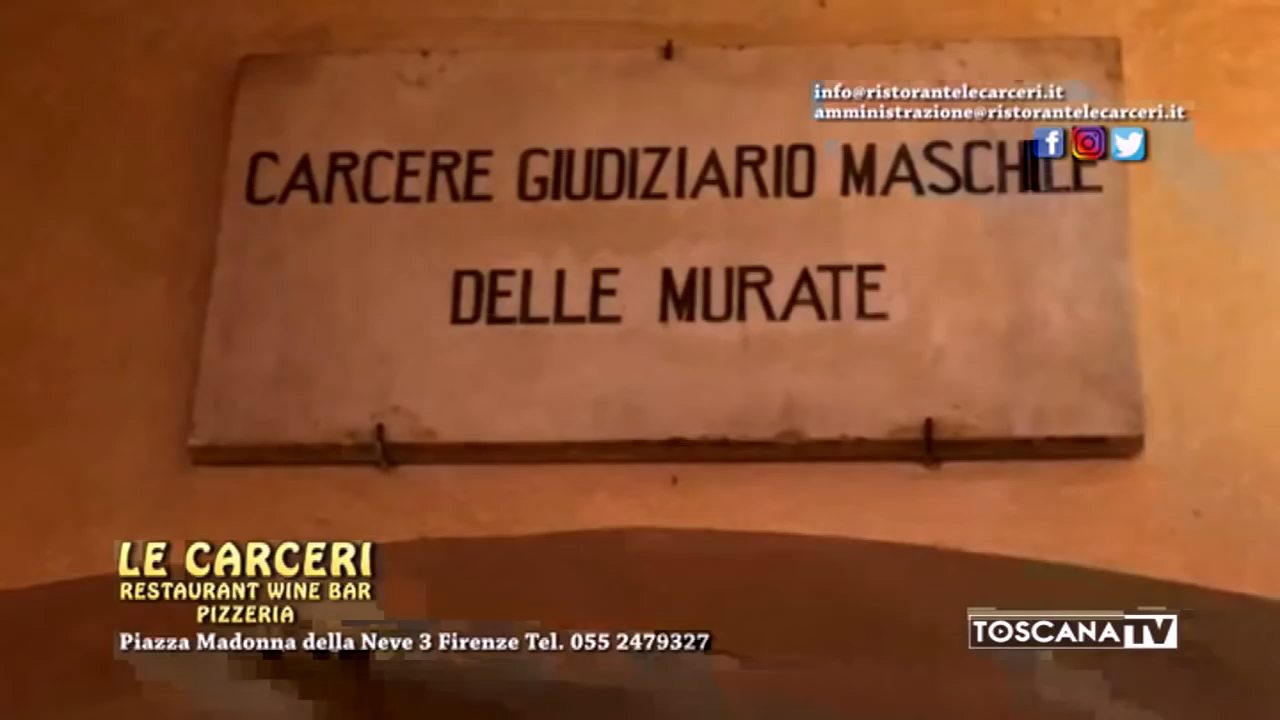 info@ristorantelecarceri.it
amministrazione@ristorantelecarceri.it
CARCERE GIUDIZIARIO MASCHILE
DELLE MURATE
LE CARCERI
RESTAURANT WINE BAR
PIZZERIA
Piazza Madonna della Neve 3 Firenze Tel. 055 2479327
TOSCANA TV